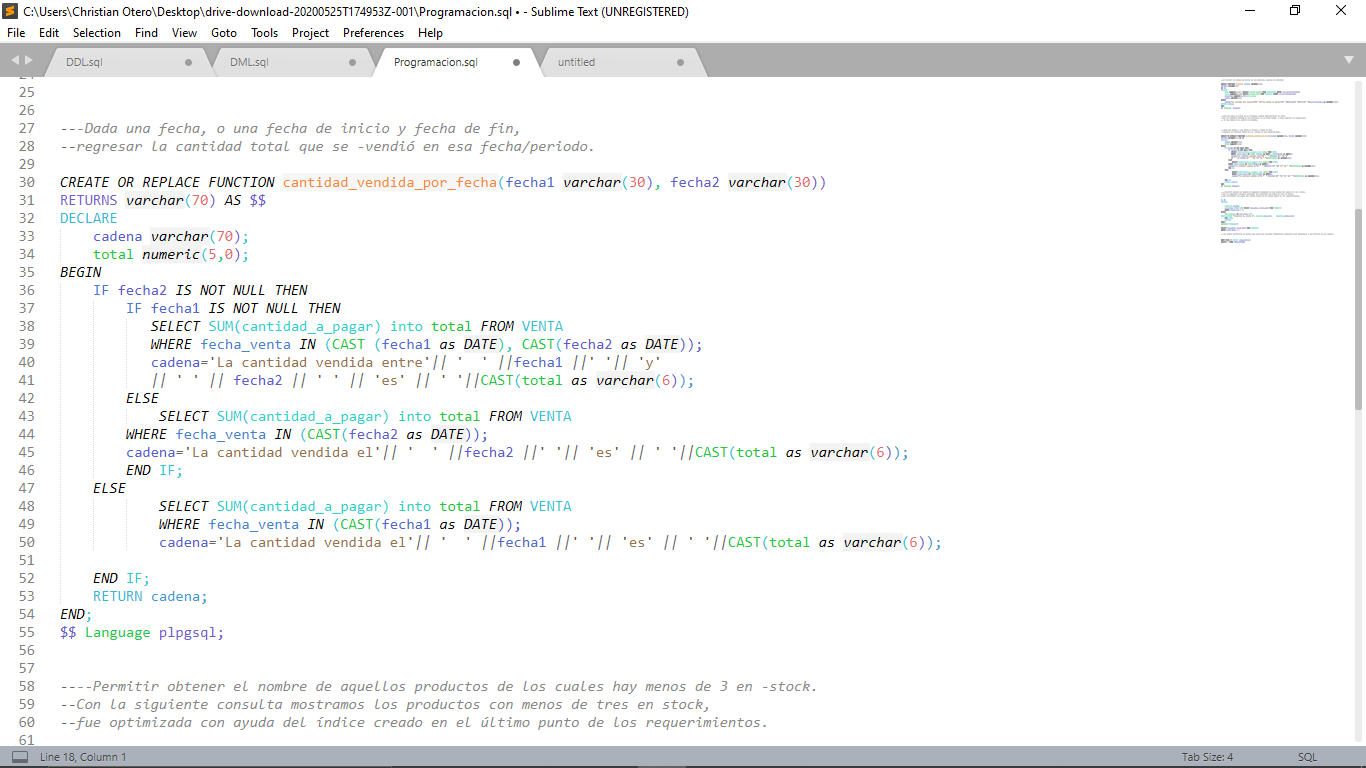 C:\Users\Christian Otero\Desktop\drive-download-20200525T174953Z-001\Programacion.sql • - Sublime Text (UNREGISTERED)
File Edit Selection Find View Goto Tools Project Preferences Help
DDL.sql DML.sql Programacion.sql untitled
24
25
26
27 ---Dada una fecha, o una fecha de inicio y fecha de fin,
28 --regresar la cantidad total que se -vendió en esa fecha/periodo.
29
30 CREATE OR REPLACE FUNCTION cantidad_vendida_por_fecha(fecha1 varchar(30), fecha2 varchar(30))
31 RETURNS varchar(70) AS $$
32 DECLARE
33 cadena varchar(70);
34 total numeric(5,0);
35 BEGIN
36 IF fecha2 IS NOT NULL THEN
37 IF fecha1 IS NOT NULL THEN
38 SELECT SUM(cantidad_a_pagar) into total FROM VENTA
39 WHERE fecha_venta IN (CAST (fecha1 as DATE), CAST(fecha2 as DATE));
40 cadena='La cantidad vendida entre'|| '  ' ||fecha1 ||' '|| 'y'
41 || ' ' || fecha2 || ' ' || 'es' || ' '||CAST(total as varchar(6));
42 ELSE
43 SELECT SUM(cantidad_a_pagar) into total FROM VENTA
44 WHERE fecha_venta IN (CAST(fecha2 as DATE));
45 cadena='La cantidad vendida el'|| '  ' ||fecha2 ||' '|| 'es' || ' '||CAST(total as varchar(6));
46 END IF;
47 ELSE
48 SELECT SUM(cantidad_a_pagar) into total FROM VENTA
49 WHERE fecha_venta IN (CAST(fecha1 as DATE));
50 cadena='La cantidad vendida el'|| '  ' ||fecha1 ||' '|| 'es' || ' '||CAST(total as varchar(6));
51
52 END IF;
53 RETURN cadena;
54 END;
55 $$ Language plpgsql;
56
57
58 ----Permitir obtener el nombre de aquellos productos de los cuales hay menos de 3 en -stock.
59 --Con la siguiente consulta mostramos los productos con menos de tres en stock,
60 --fue optimizada con ayuda del índice creado en el último punto de los requerimientos.
61
Line 18, Column 1 Tab Size: 4 SQL